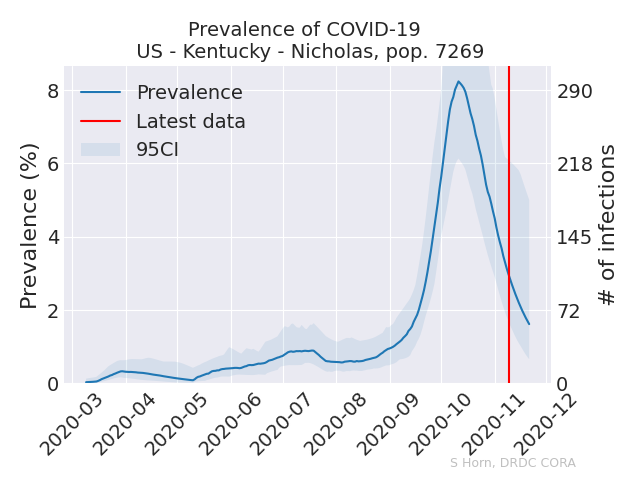 Prevalence of COVID-19
US - Kentucky - Nicholas, pop. 7269
Prevalence
Latest data
95CI
Prevalence (%)
8
6
4
2
0
290
218
145
72
0
# of infections
2020-03
2020-04
2020-05
2020-06
2020-07
2020-08
2020-09
2020-10
2020-11
2020-12
S Horn, DRDC CORA